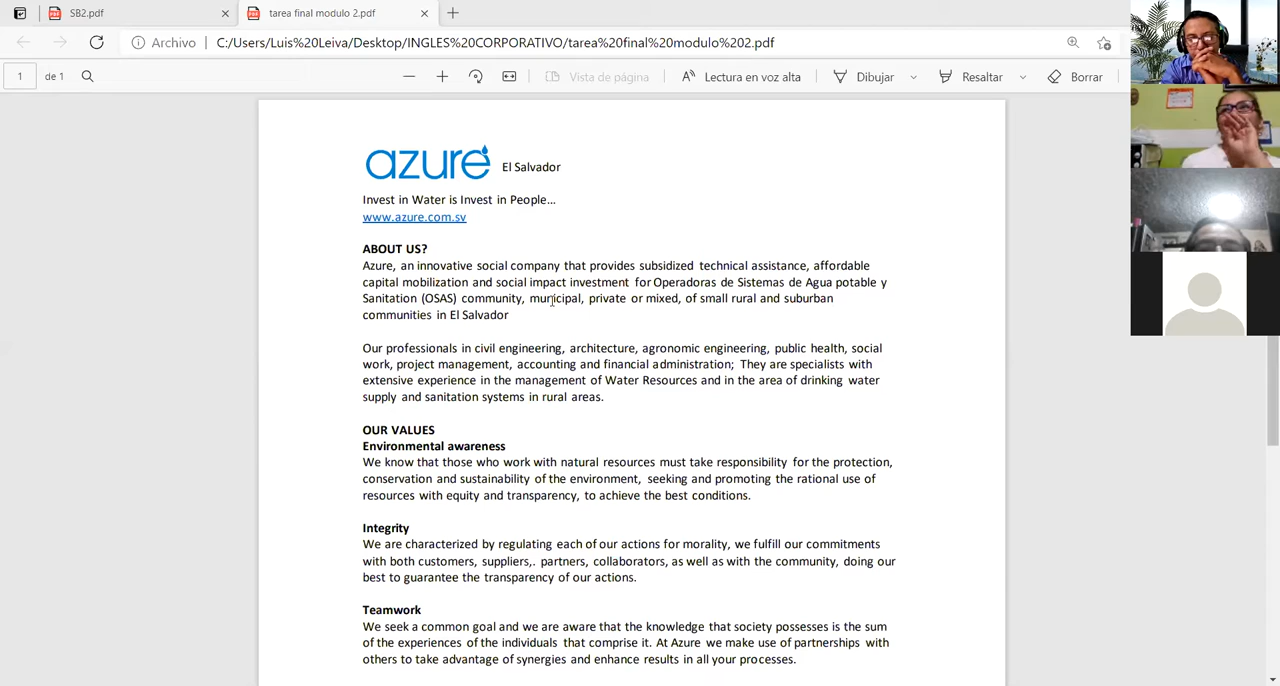 SB2.pdf
tarea final modulo 2.pdf
Archivo
C:/Users/Luis%20Leiva/Desktop/INGLES%20CORPORATIVO/tarea%20final%20modulo%202.pdf
1 de 1
Vista de página
Lectura en voz alta
Dibujar
Resaltar
Borrar
azure El Salvador
Invest in Water is Invest in People...
www.azure.com.sv
ABOUT US?
Azure, an innovative social company that provides subsidized technical assistance, affordable
capital mobilization and social impact investment for Operadoras de Sistemas de Agua potable y
Sanitation (OSAS) community, municipal, private or mixed, of small rural and suburban
communities in El Salvador
Our professionals in civil engineering, architecture, agronomic engineering, public health, social
work, project management, accounting and financial administration; They are specialists with
extensive experience in the management of Water Resources and in the area of drinking water
supply and sanitation systems in rural areas.
OUR VALUES
Environmental awareness
We know that those who work with natural resources must take responsibility for the protection,
conservation and sustainability of the environment, seeking and promoting the rational use of
resources with equity and transparency, to achieve the best conditions.
Integrity
We are characterized by regulating each of our actions for morality, we fulfill our commitments
with both customers, suppliers,. partners, collaborators, as well as with the community, doing our
best to guarantee the transparency of our actions.
Teamwork
We seek a common goal and we are aware that the knowledge that society possesses is the sum
of the experiences of the individuals that comprise it. At Azure we make use of partnerships with
others to take advantage of synergies and enhance results in all your processes.